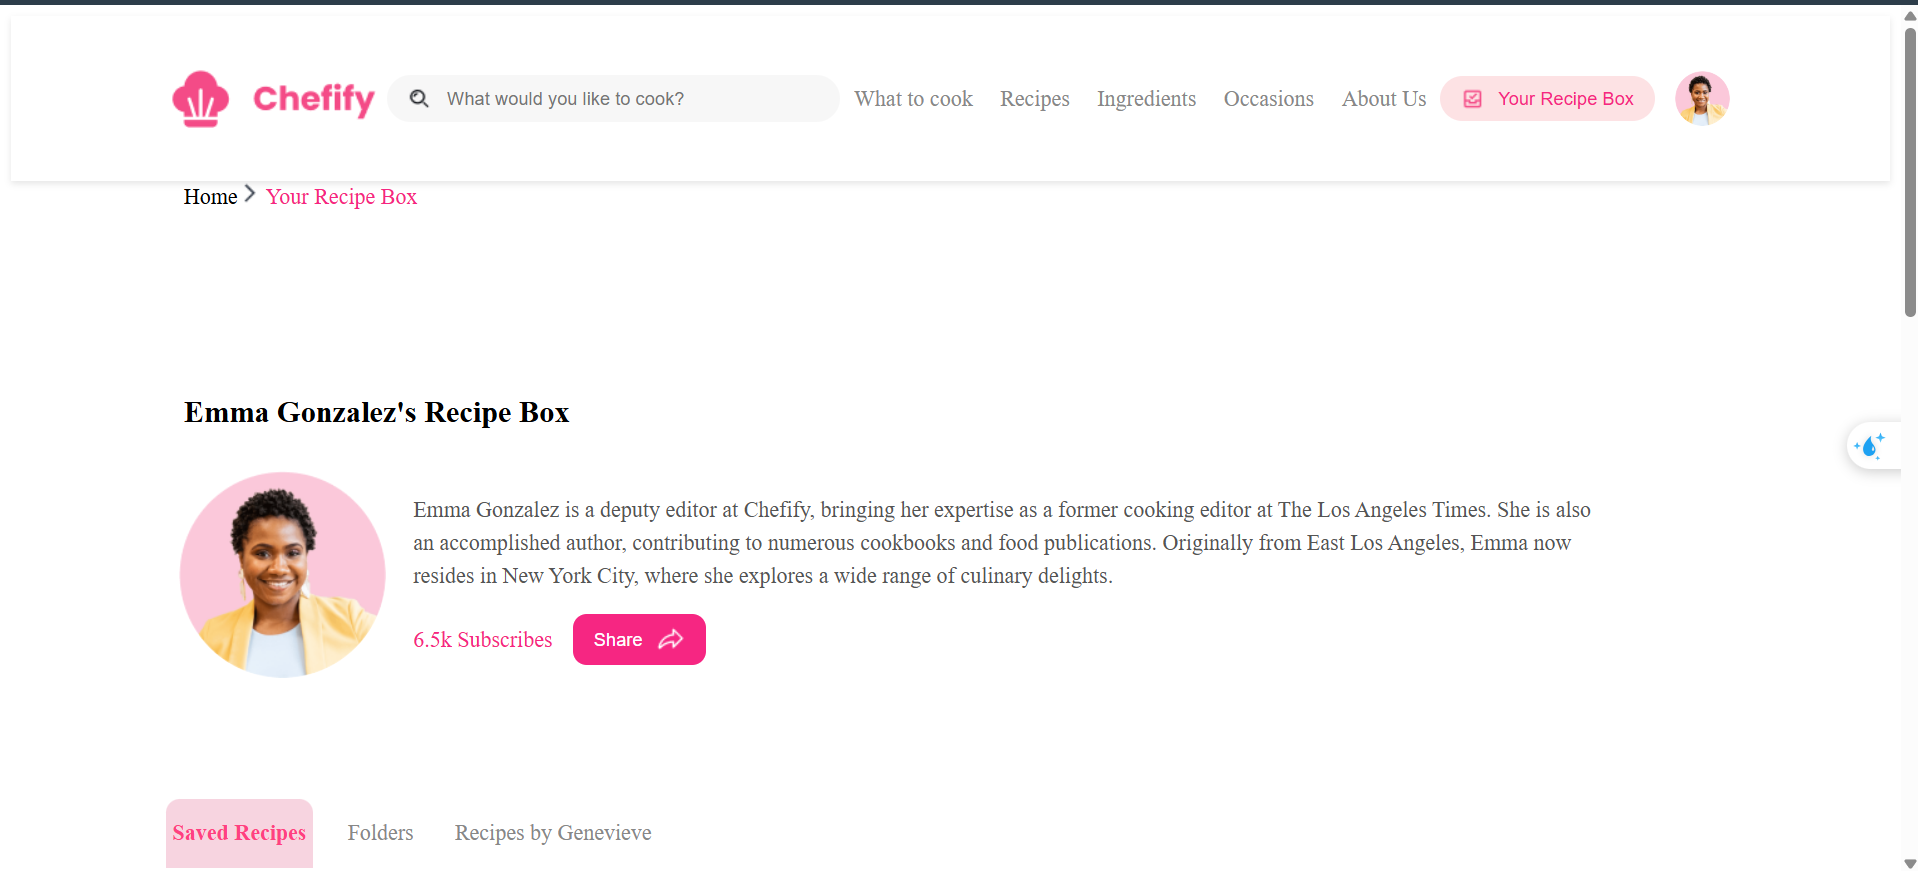 Chefify
What would you like to cook?
What to cook
Recipes
Ingredients
Occasions
About Us
Your Recipe Box
Home
Your Recipe Box
Emma Gonzalez's Recipe Box
Emma Gonzalez is a deputy editor at Chefify, bringing her expertise as a former cooking editor at The Los Angeles Times. She is also
an accomplished author, contributing to numerous cookbooks and food publications. Originally from East Los Angeles, Emma now
resides in New York City, where she explores a wide range of culinary delights.
6.5k Subscribes
Share
Saved Recipes
Folders
Recipes by Genevieve